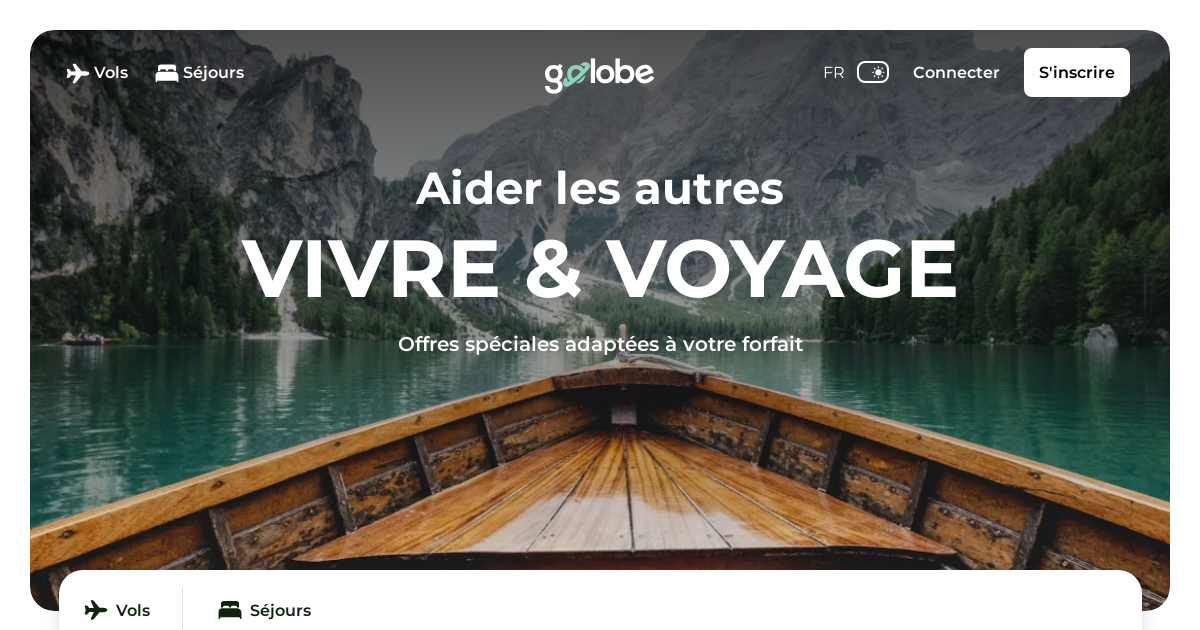 Vols
Séjours
golobe
FR
Connecter
S'inscrire
Aider les autres
VIVRE & VOYAGE
Offres spéciales adaptées à votre forfait
Vols
Séjours